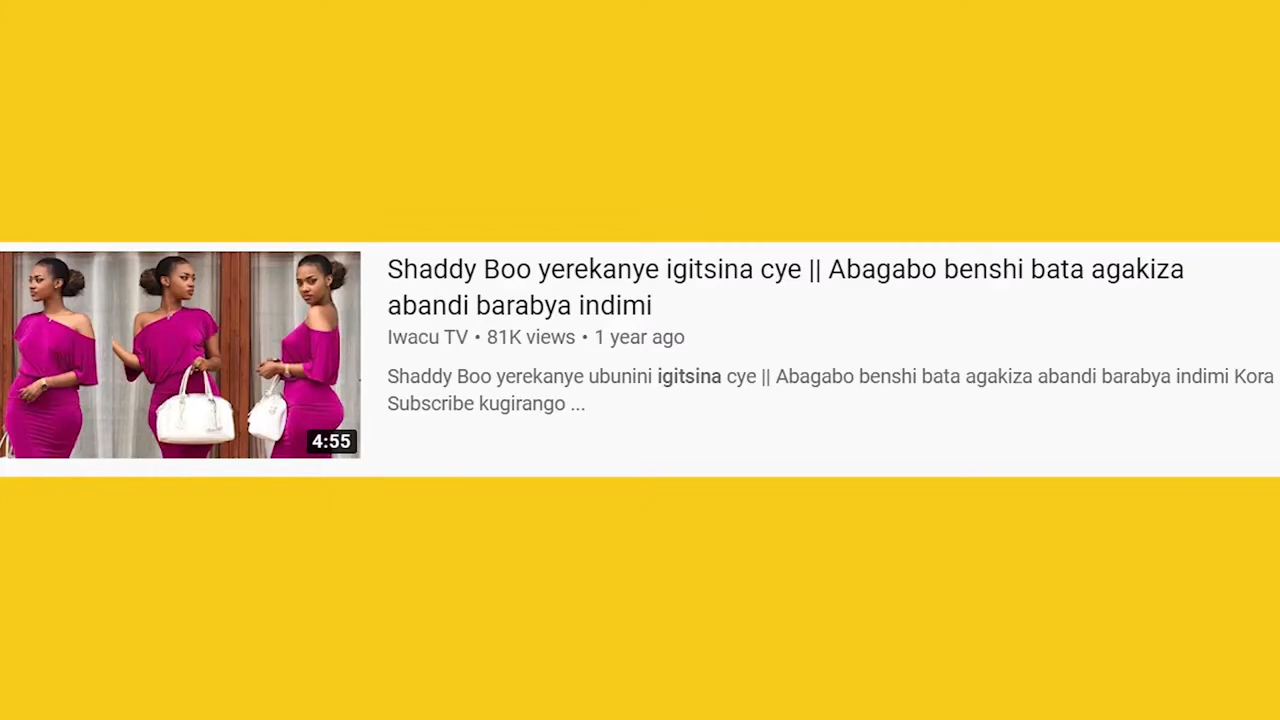 Shaddy Boo yerekanye igitsina cye || Abagabo benshi bata agakiza
abandi barabya indimi
Iwacu TV • 81K views • 1 year ago
Shaddy Boo yerekanye ubunini igitsina cye || Abagabo benshi bata agakiza abandi barabya indimi Kora
Subscribe kugirango ...
4:55